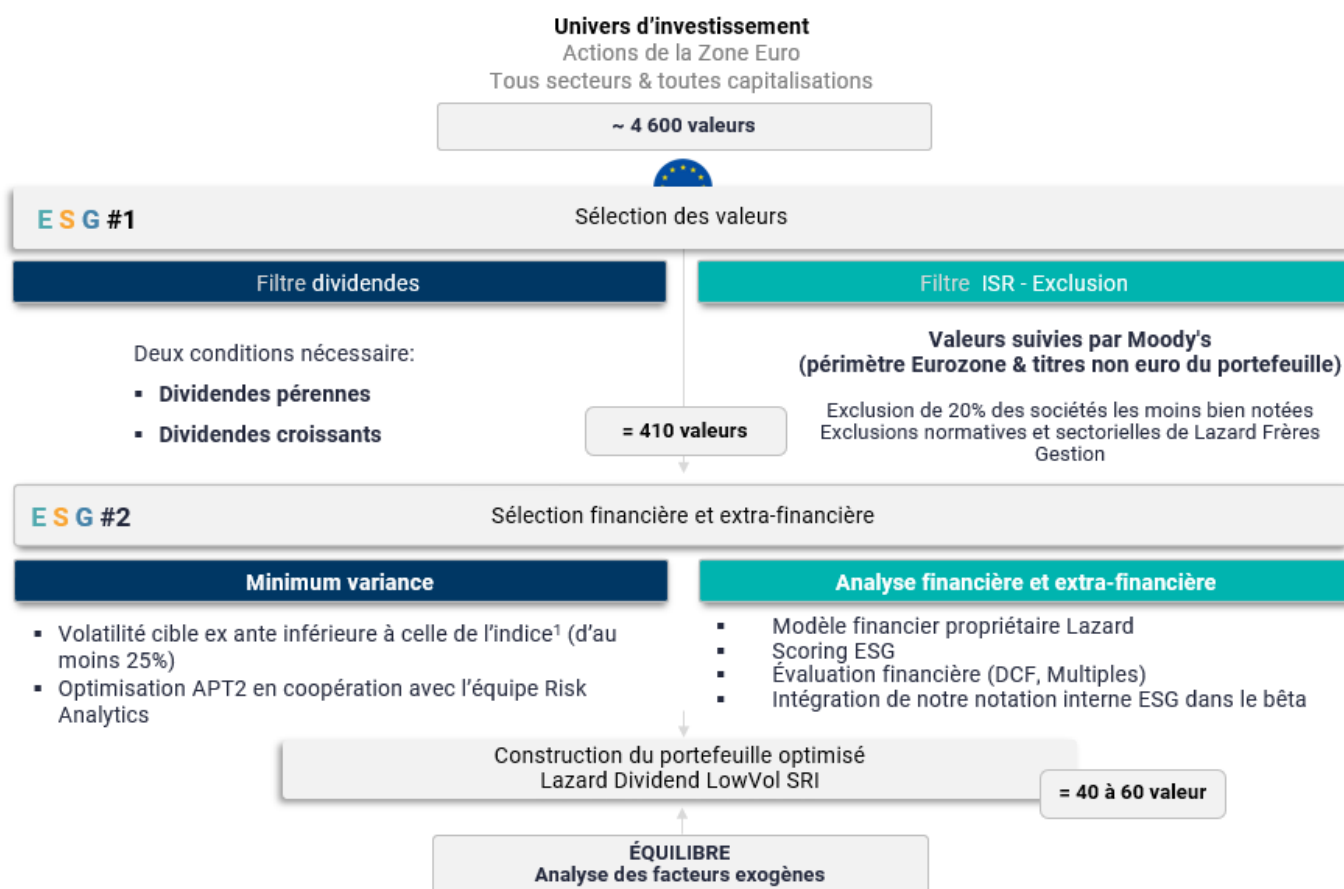 Univers d’investissement
Actions de la Zone Euro
Tous secteurs & toutes capitalisations
~ 4 600 valeurs
E S G #1
Sélection des valeurs
Filtre dividendes
Filtre ISR - Exclusion
Deux conditions nécessaire:
▪ Dividendes pérennes
▪ Dividendes croissants
Valeurs suivies par Moody's
(périmètre Eurozone & titres non euro du portefeuille)
Exclusion de 20% des sociétés les moins bien notées
Exclusions normatives et sectorielles de Lazard Frères
Gestion
= 410 valeurs
E S G #2
Sélection financière et extra-financière
Minimum variance
Analyse financière et extra-financière
▪ Volatilité cible ex ante inférieure à celle de l’indice¹ (d’au
moins 25%)
▪ Optimisation APT2 en coopération avec l’équipe Risk
Analytics
▪ Modèle financier propriétaire Lazard
▪ Scoring ESG
▪ Évaluation financière (DCF, Multiples)
▪ Intégration de notre notation interne ESG dans le bêta
Construction du portefeuille optimisé
Lazard Dividend LowVol SRI
= 40 à 60 valeur
ÉQUILIBRE
Analyse des facteurs exogènes